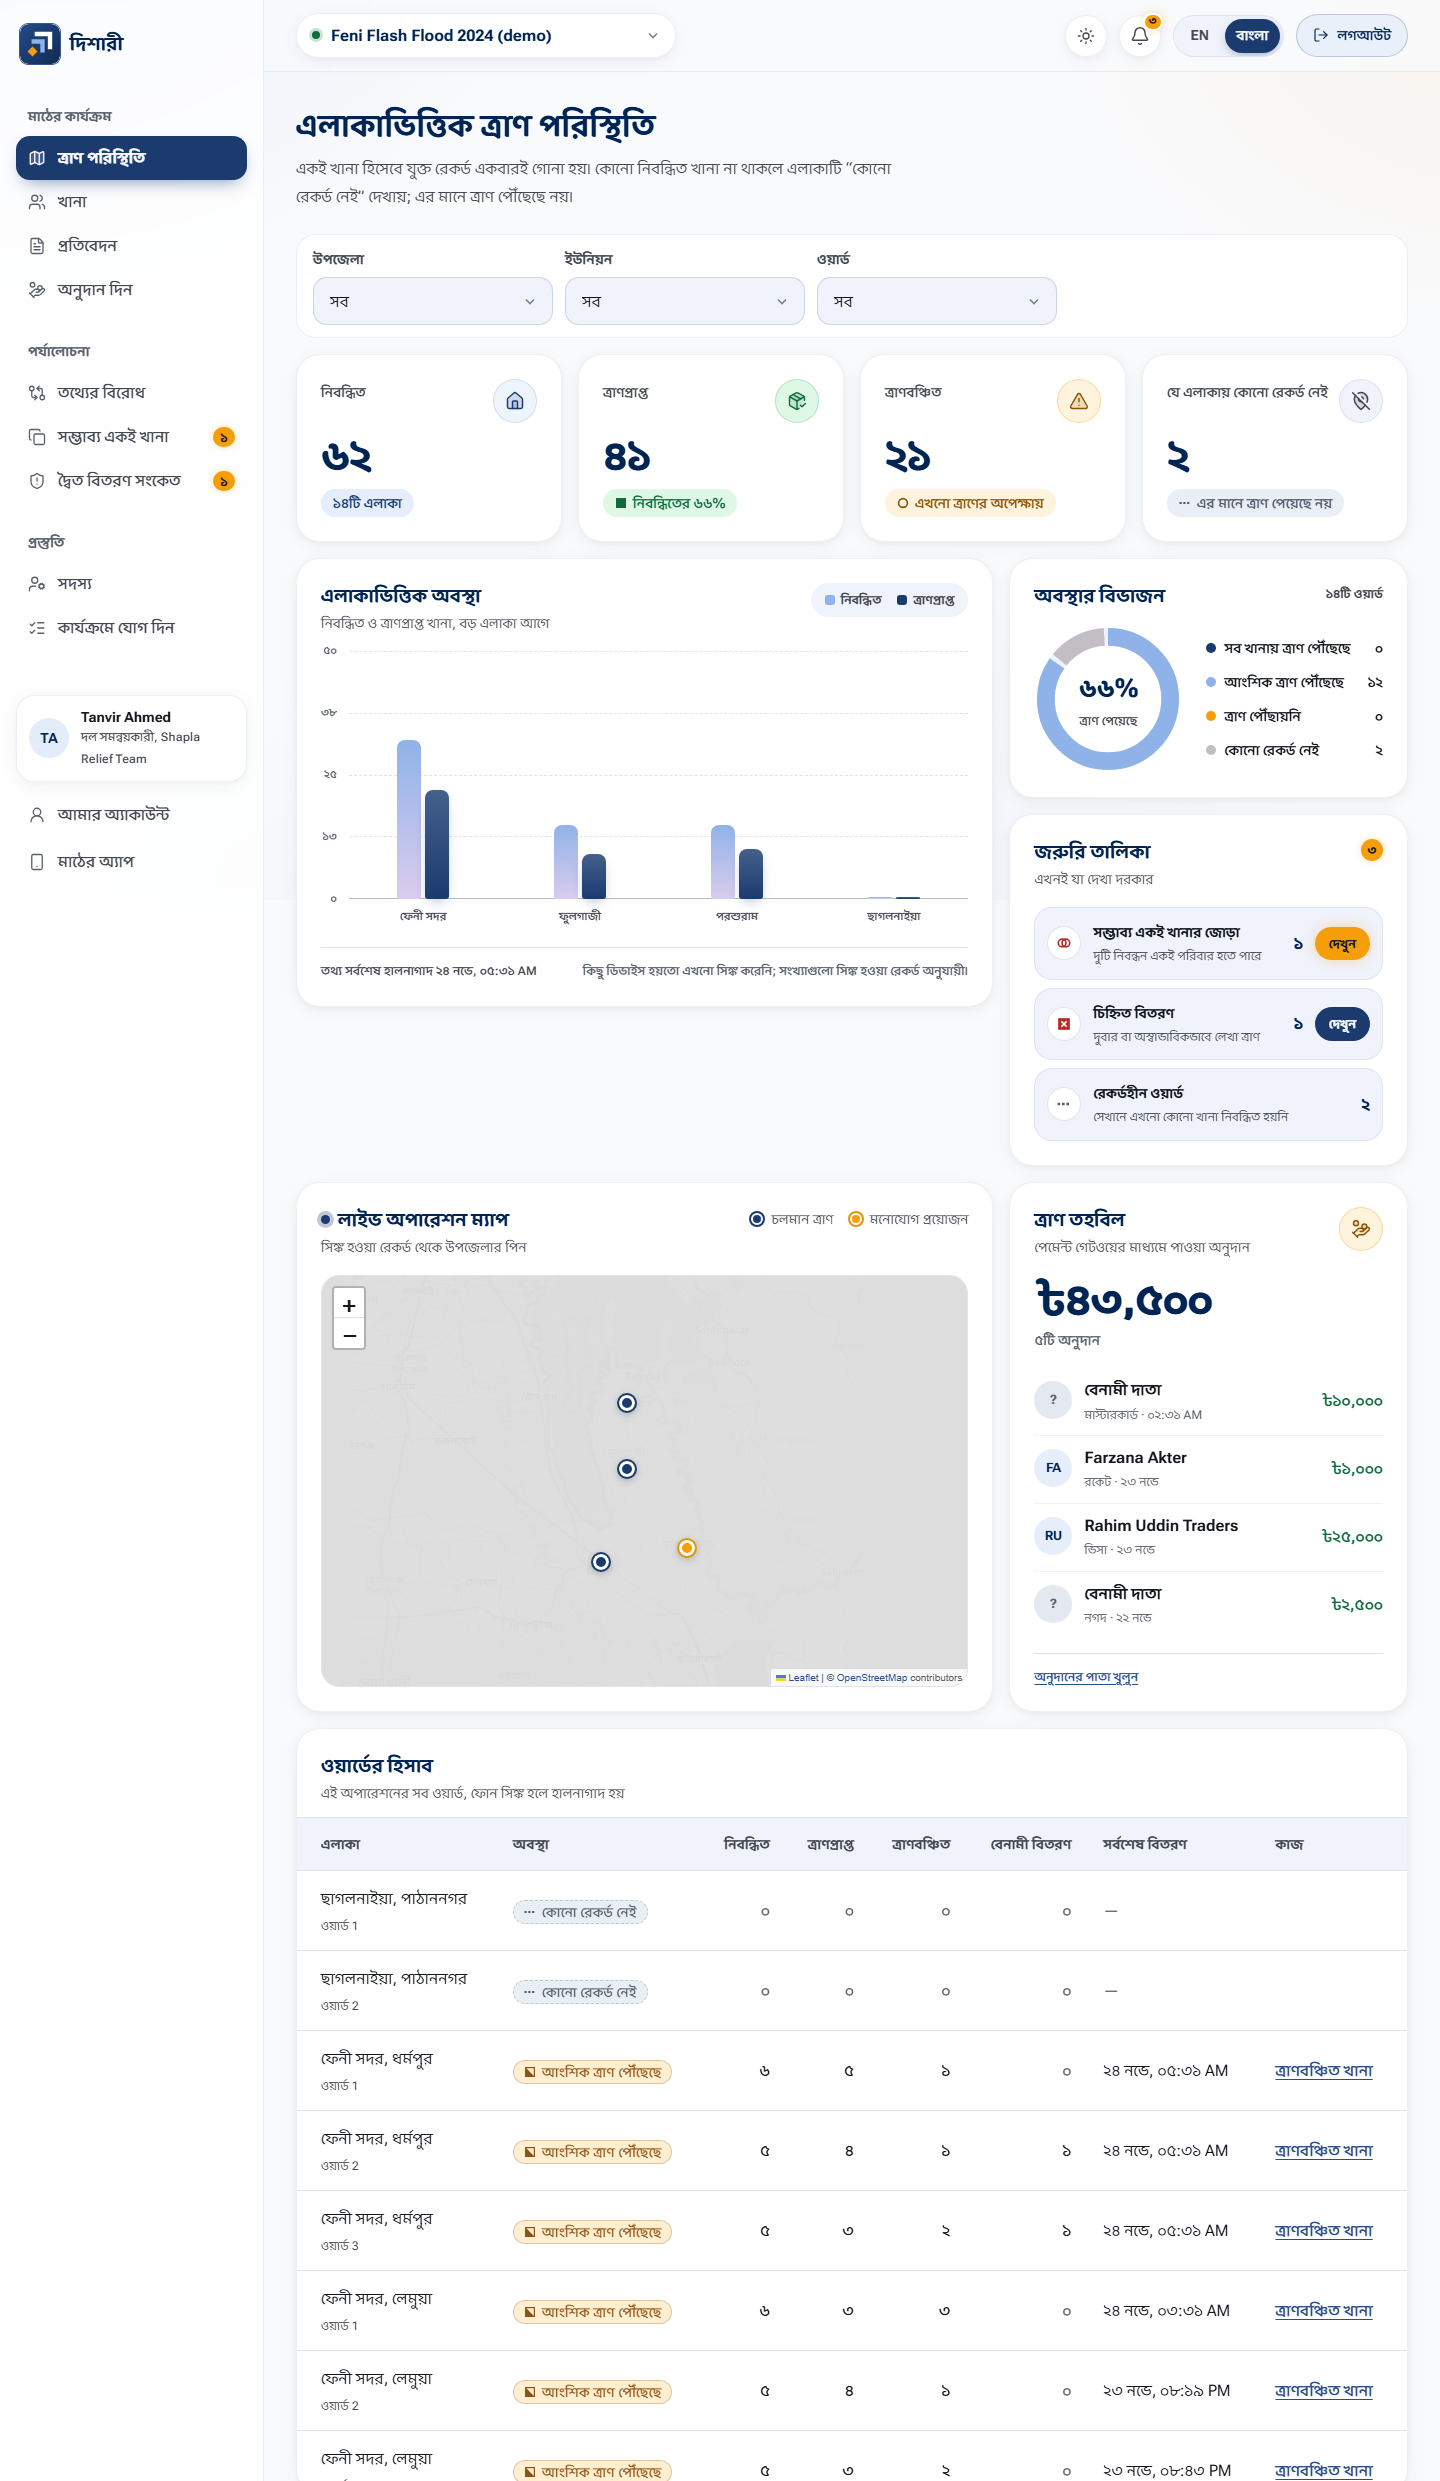 দিশারী
মাঠের কার্যক্রম
ত্রাণ পরিস্থিতি
খানা
প্রতিবেদন
অনুদান দিন
পর্যালোচনা
তথ্যের বিরোধ
সম্ভাব্য একই খানা ১
দ্বৈত বিতরণ সংকেত ১
প্রস্তুতি
সদস্য
কার্যক্রমে যোগ দিন
TA
Tanvir Ahmed
দল সমন্বয়কারী, Shapla
Relief Team
আমার অ্যাকাউন্ট
মাঠের অ্যাপ
Feni Flash Flood 2024 (demo)
৩
EN বাংলা লগআউট
এলাকাভিত্তিক ত্রাণ পরিস্থিতি
একই খানা হিসেবে যুক্ত রেকর্ড একবারই গোনা হয়। কোনো নিবন্ধিত খানা না থাকলে এলাকাটি “কোনো
রেকর্ড নেই” দেখায়; এর মানে ত্রাণ পৌঁছেছে নয়।
উপজেলা ইউনিয়ন ওয়ার্ড
সব সব সব
নিবন্ধিত
৬২
১৪টি এলাকা
ত্রাণপ্রাপ্ত
৪১
নিবন্ধিতের ৬৬%
ত্রাণবঞ্চিত
২১
এখনো ত্রাণের অপেক্ষায়
যে এলাকায় কোনো রেকর্ড নেই
২
এর মানে ত্রাণ পেয়েছে নয়
এলাকাভিত্তিক অবস্থা
নিবন্ধিত ও ত্রাণপ্রাপ্ত খানা, বড় এলাকা আগে
নিবন্ধিত ত্রাণপ্রাপ্ত
৫০
৩৮
২৫
১৩
০
ফেনী সদর ফুলগাজী পরশুরাম ছাগলনাইয়া
তথ্য সর্বশেষ হালনাগাদ ২৪ নভে, ০৫:৩১ AM কিছু ডিভাইস হয়তো এখনো সিঙ্ক করেনি; সংখ্যাগুলো সিঙ্ক হওয়া রেকর্ড অনুযায়ী।
অবস্থার বিভাজন ১৪টি ওয়ার্ড
৬৬%
ত্রাণ পেয়েছে
সব খানায় ত্রাণ পৌঁছেছে ০
আংশিক ত্রাণ পৌঁছেছে ১২
ত্রাণ পৌঁছায়নি ০
কোনো রেকর্ড নেই ২
জরুরি তালিকা ৩
এখনই যা দেখা দরকার
সম্ভাব্য একই খানার জোড়া
দুটি নিবন্ধন একই পরিবার হতে পারে
১ দেখুন
চিহ্নিত বিতরণ
দুবার বা অস্বাভাবিকভাবে লেখা ত্রাণ
১ দেখুন
রেকর্ডহীন ওয়ার্ড
সেখানে এখনো কোনো খানা নিবন্ধিত হয়নি
২
লাইভ অপারেশন ম্যাপ
সিঙ্ক হওয়া রেকর্ড থেকে উপজেলার পিন
চলমান ত্রাণ মনোযোগ প্রয়োজন
+
−
Leaflet | © OpenStreetMap contributors
ত্রাণ তহবিল
পেমেন্ট গেটওয়ের মাধ্যমে পাওয়া অনুদান
৳৪৩,৫০০
৫টি অনুদান
? বেনামী দাতা ৳১০,০০০
মাস্টারকার্ড · ০২:৩১ AM
FA Farzana Akter ৳১,০০০
রকেট · ২৩ নভে
RU Rahim Uddin Traders ৳২৫,০০০
ভিসা · ২৩ নভে
? বেনামী দাতা ৳২,৫০০
নগদ · ২২ নভে
অনুদানের পাতা খুলুন
ওয়ার্ডের হিসাব
এই অপারেশনের সব ওয়ার্ড, ফোন সিঙ্ক হলে হালনাগাদ হয়
এলাকা অবস্থা নিবন্ধিত ত্রাণপ্রাপ্ত ত্রাণবঞ্চিত বেনামী বিতরণ সর্বশেষ বিতরণ কাজ
ছাগলনাইয়া, পাঠাননগর
ওয়ার্ড 1
কোনো রেকর্ড নেই ০ ০ ০ ০ —
ছাগলনাইয়া, পাঠাননগর
ওয়ার্ড 2
কোনো রেকর্ড নেই ০ ০ ০ ০ —
ফেনী সদর, ধর্মপুর
ওয়ার্ড 1
আংশিক ত্রাণ পৌঁছেছে ৬ ৫ ১ ০ ২৪ নভে, ০৫:৩১ AM ত্রাণবঞ্চিত খানা
ফেনী সদর, ধর্মপুর
ওয়ার্ড 2
আংশিক ত্রাণ পৌঁছেছে ৫ ৪ ১ ১ ২৪ নভে, ০৫:৩১ AM ত্রাণবঞ্চিত খানা
ফেনী সদর, ধর্মপুর
ওয়ার্ড 3
আংশিক ত্রাণ পৌঁছেছে ৫ ৩ ২ ১ ২৪ নভে, ০৫:৩১ AM ত্রাণবঞ্চিত খানা
ফেনী সদর, লেমুয়া
ওয়ার্ড 1
আংশিক ত্রাণ পৌঁছেছে ৬ ৩ ৩ ০ ২৪ নভে, ০৩:৩১ AM ত্রাণবঞ্চিত খানা
ফেনী সদর, লেমুয়া
ওয়ার্ড 2
আংশিক ত্রাণ পৌঁছেছে ৫ ৪ ১ ০ ২৩ নভে, ০৮:১৯ PM ত্রাণবঞ্চিত খানা
ফেনী সদর, লেমুয়া
আংশিক ত্রাণ পৌঁছেছে ৫ ৩ ২ ০ ২৩ নভে, ০৮:৪৩ PM ত্রাণবঞ্চিত খানা